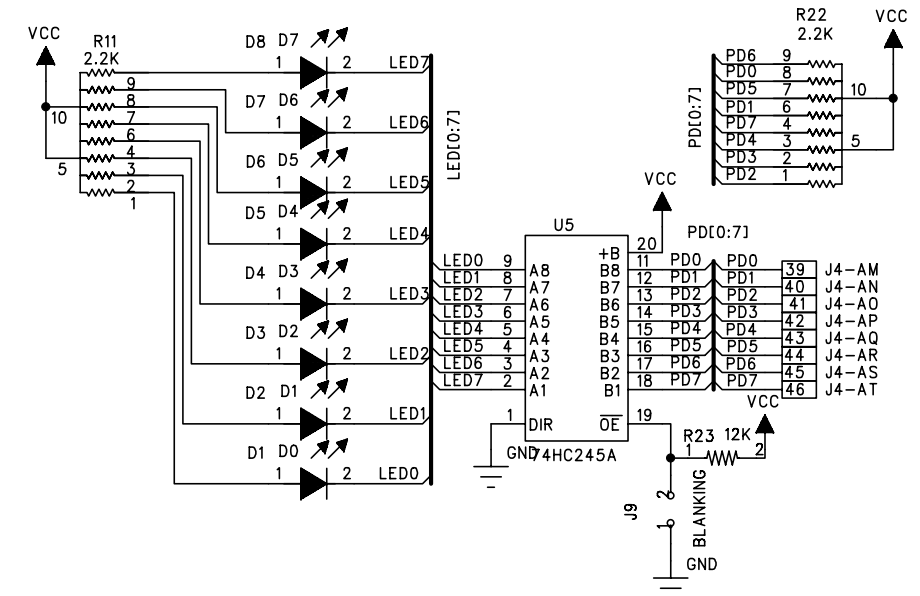 VCC
R11
2.2K
9
8
10
7
6
4
5
3
2
1
D8 D7
1 2 LED7
D7 D6
1 2 LED6
D6 D5
1 2 LED5
D5 D4
1 2 LED4
D4 D3
1 2 LED3
D3 D2
1 2 LED2
D2 D1
1 2 LED1
D1 D0
1 2 LED0
LED[0:7]
R22
2.2K
VCC
PD[0:7]
PD6 9
PD0 8
PD5 7
10
PD1 6
PD7 4
PD4 3
5
PD3 2
PD2 1
VCC
U5
PD[0:7]
+B 20
LED0 9 A8 B8 11 PD0 PD0 39 J4-AM
LED1 8 A7 B7 12 PD1 PD1 40 J4-AN
LED2 7 A6 B6 13 PD2 PD2 41 J4-AO
LED3 6 A5 B5 14 PD3 PD3 42 J4-AP
LED4 5 A4 B4 15 PD4 PD4 43 J4-AQ
LED5 4 A3 B3 16 PD5 PD5 44 J4-AR
LED6 3 A2 B2 17 PD6 PD6 45 J4-AS
LED7 2 A1 B1 18 PD7 PD7 46 J4-AT
1 DIR OE 19
VCC
GND
74HC245A
R23 12K
1 2
J9
2
1
BLANKING
GND